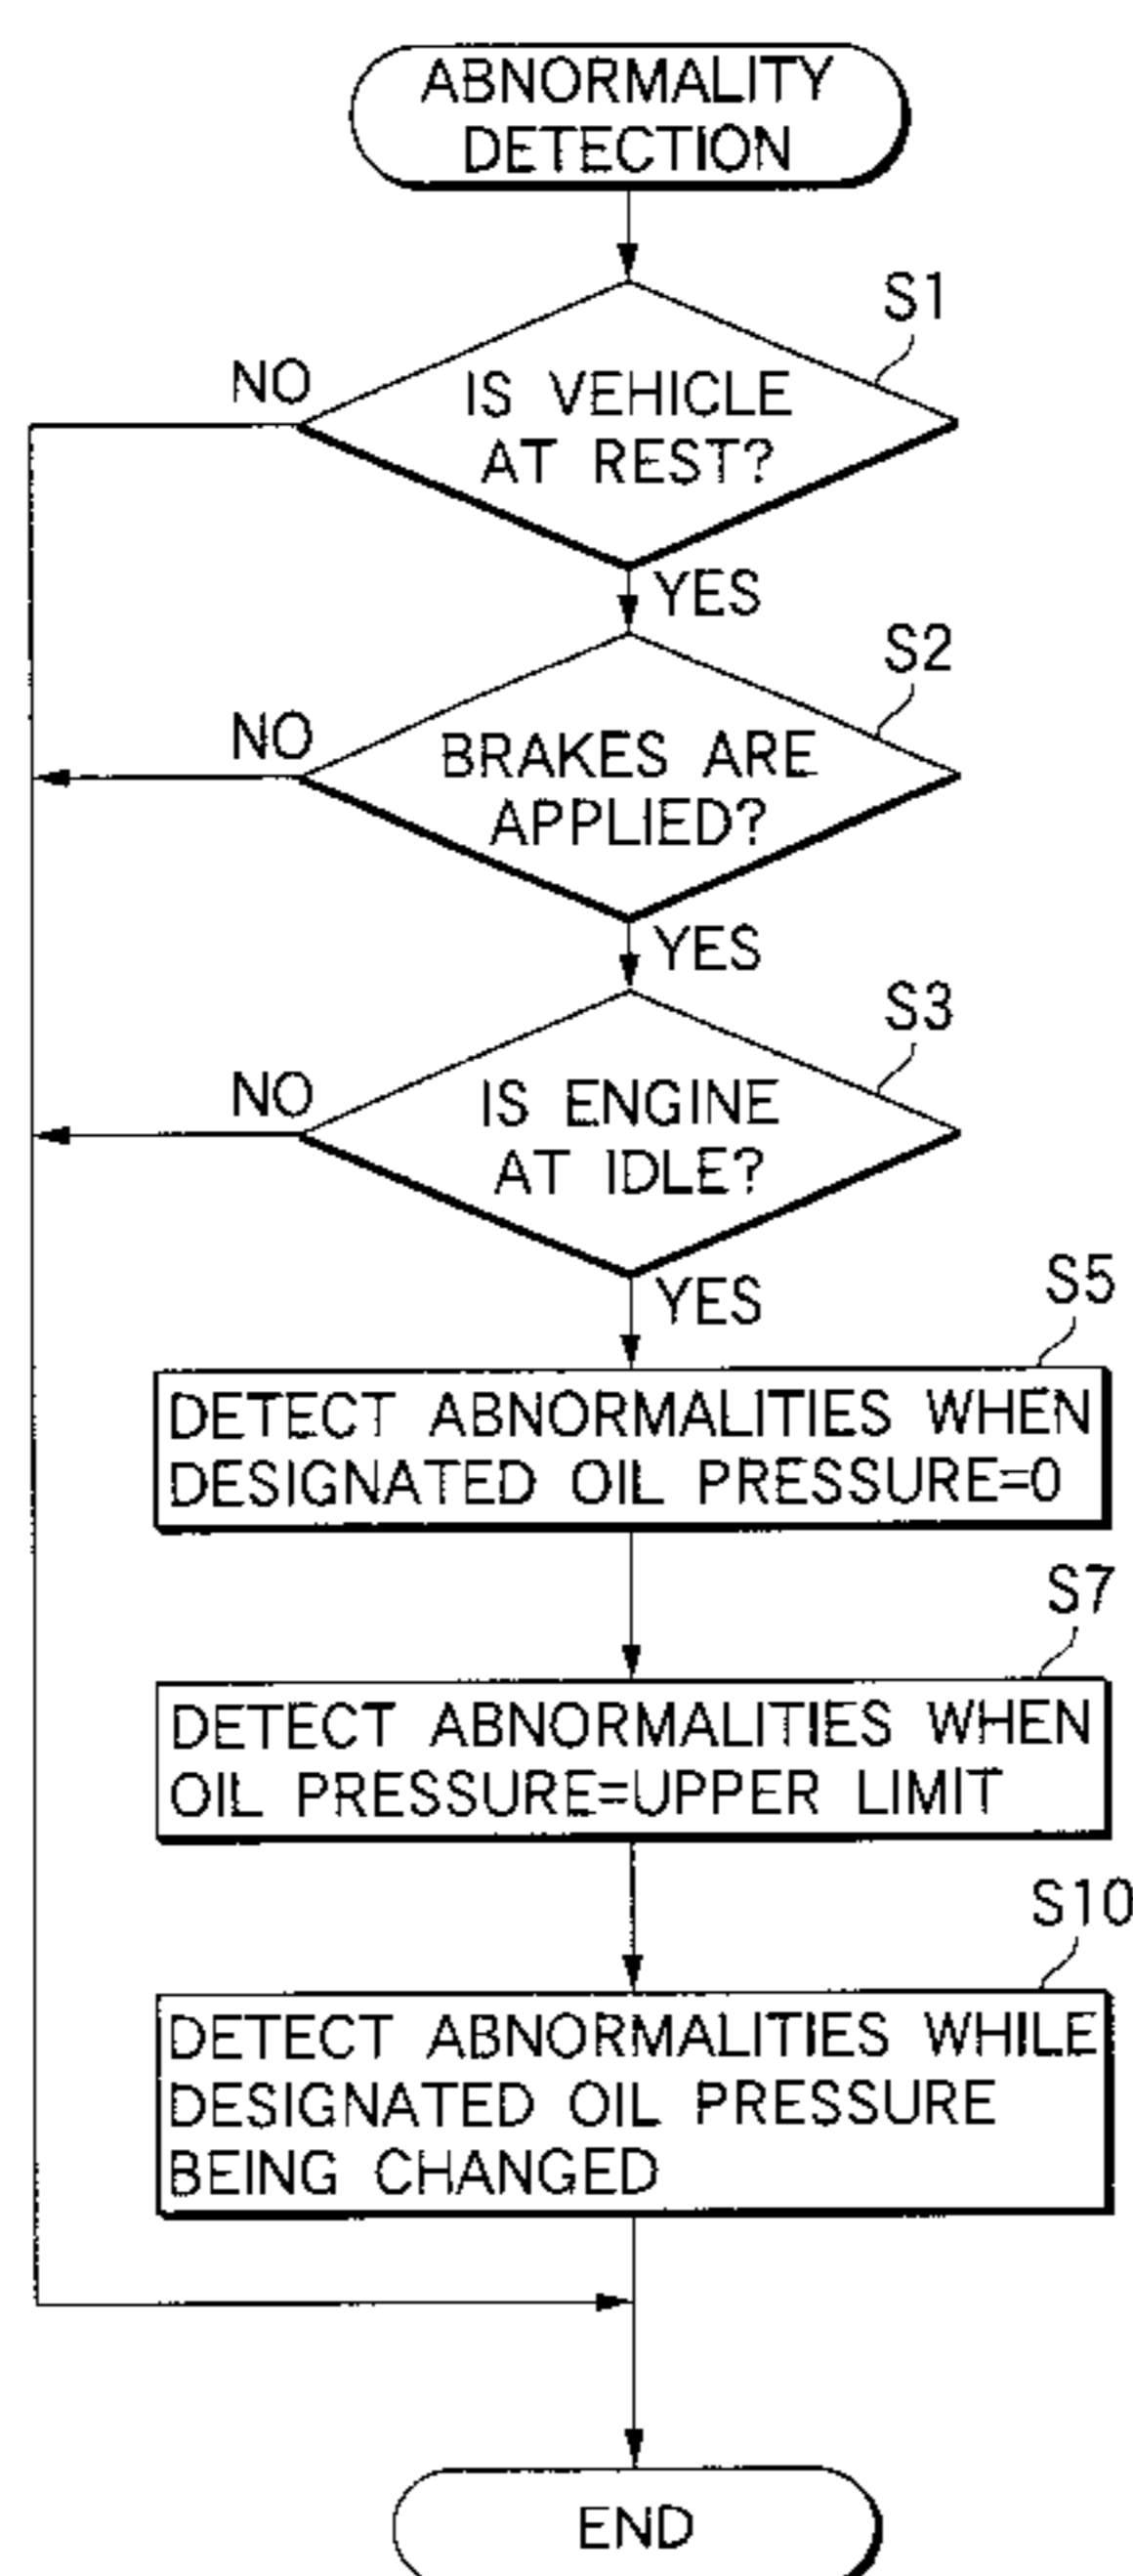 ABNORMALITY
DETECTION
S1
NO
IS VEHICLE
AT REST?
YES
S2
NO
BRAKES ARE
APPLIED?
YES
S3
NO
IS ENGINE
AT IDLE?
YES
S5
DETECT ABNORMALITIES WHEN
DESIGNATED OIL PRESSURE=0
S7
DETECT ABNORMALITIES WHEN
OIL PRESSURE=UPPER LIMIT
S10
DETECT ABNORMALITIES WHILE
DESIGNATED OIL PRESSURE
BEING CHANGED
END